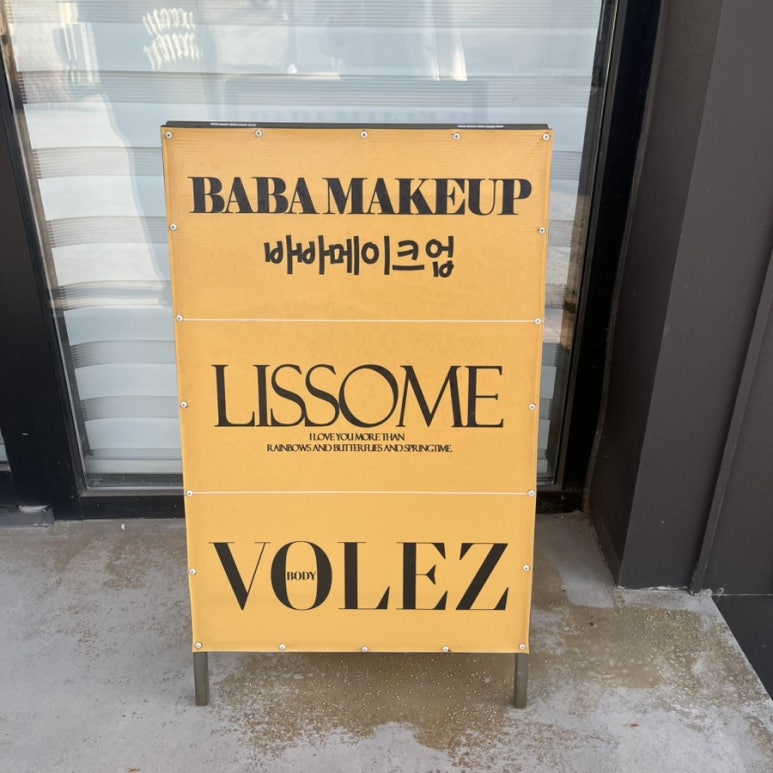 BABA MAKEUP
바바메이크업
LISSOME
I LOVE YOU MORE THAN
RAINBOWS AND BUTTERFLIES AND SPRINGTIME.
VOLEZ
BODY